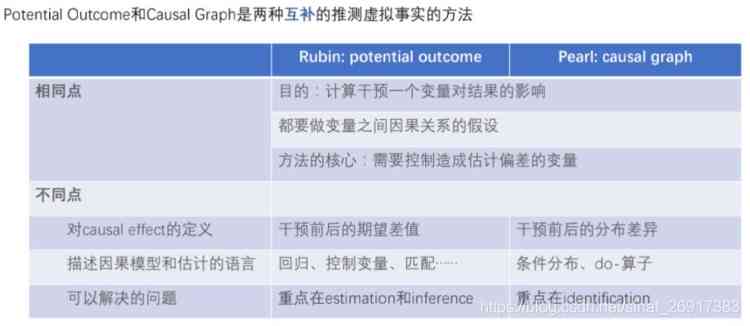 Potential Outcome和Causal Graph是两种互补的推测虚拟事实的方法
Rubin: potential outcome
Pearl: causal graph
相同点
目的：计算干预一个变量对结果的影响
都要做变量之间因果关系的假设
方法的核心：需要控制造成估计偏差的变量
不同点
对causal effect的定义
干预前后的期望差值
干预前后的分布差异
描述因果模型和估计的语言
回归、控制变量、匹配……
条件分布、do-算子
可以解决的问题
重点在estimation和inference
重点在identification
https://blog.csdn.net/sinat_26917383